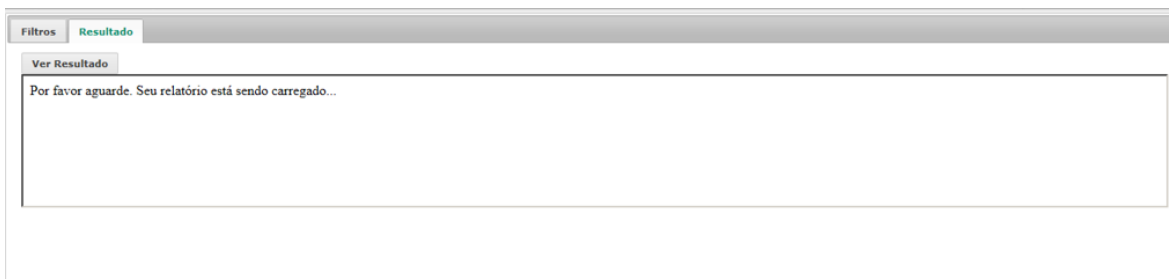 Filtros Resultado
Ver Resultado
Por favor aguarde. Seu relatório está sendo carregado...